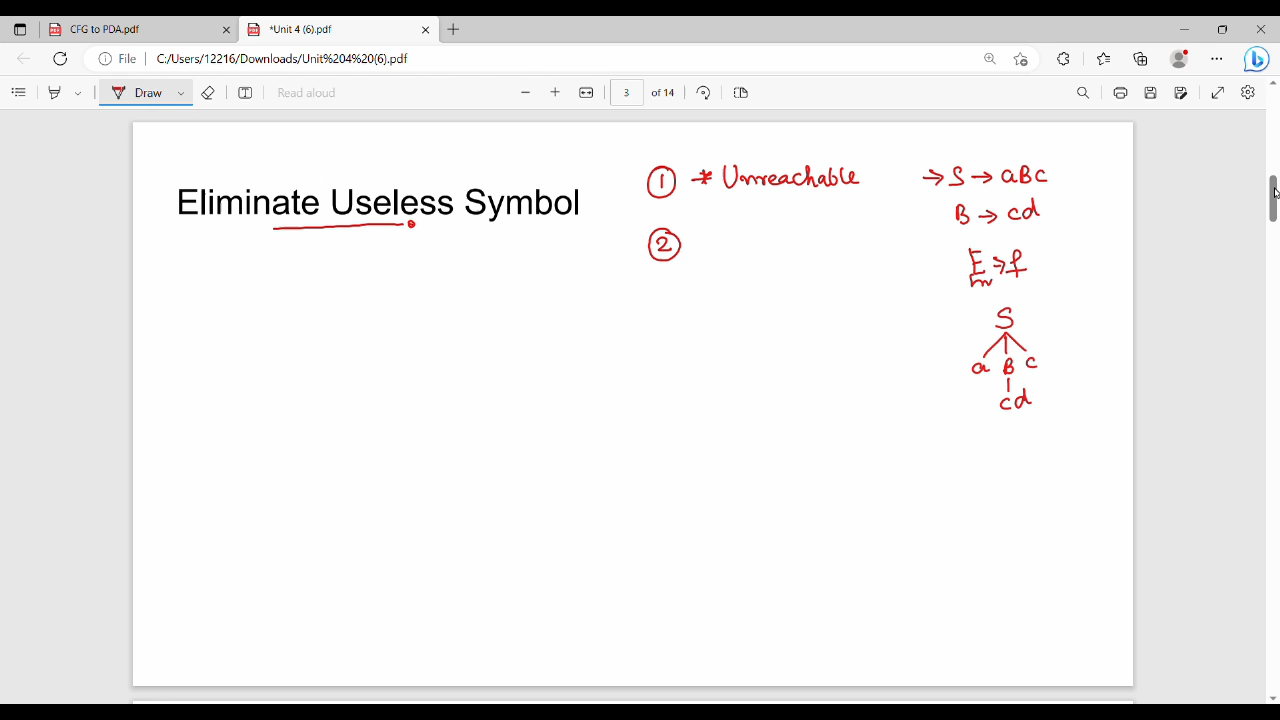 CFG to PDA.pdf
*Unit 4 (6).pdf
File C:/Users/12216/Downloads/Unit%204%20(6).pdf
Draw Read aloud 3 of 14
Eliminate Useless Symbol
① * Unreachable
②
→ S → aBc
B → cd
E → f
S
a B c
cd